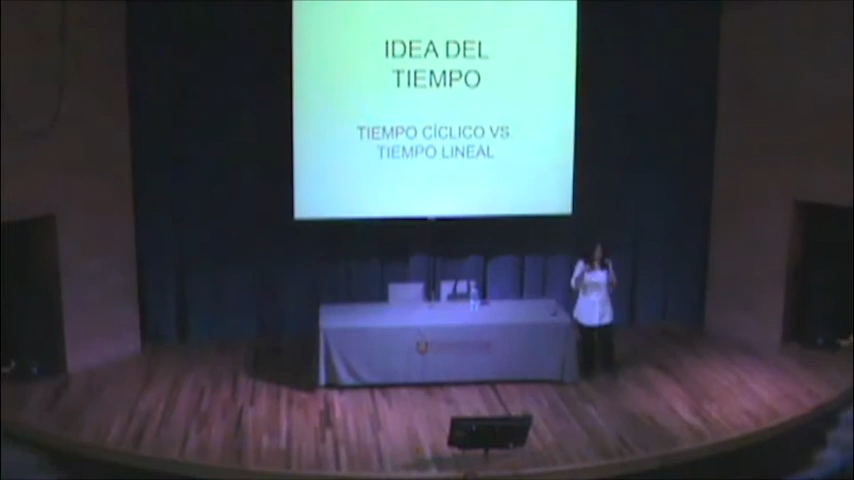 IDEA DEL
TIEMPO
TIEMPO CÍCLICO VS.
TIEMPO LINEAL